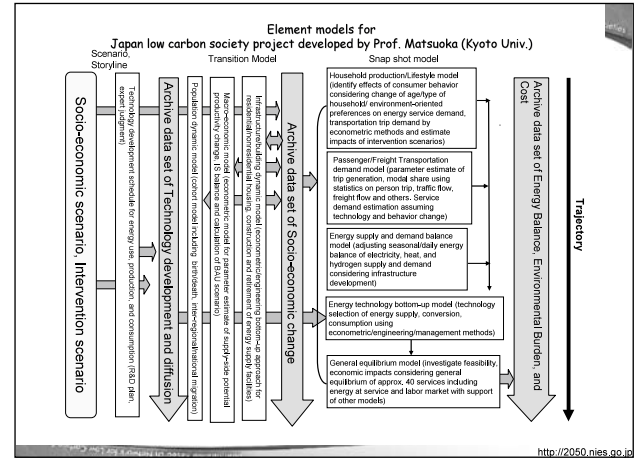 Element models for
Japan low carbon society project developed by Prof. Matsuoka (Kyoto Univ.)
Scenario,
Storyline
Transition Model
Snap shot model
Socio-economic scenario, Intervention scenario
Technology development schedule for energy use, production, and consumption (R&D plan,
expert judgment)
Archive data set of Technology development and diffusion
Population dynamic model (cohort model including birth/death, inter-regional/national migration)
Macro-economic model (econometric model for parameter estimate of supply-side potential
productivity change, IS balance and calculation of BAU scenario)
Infrastructure/building dynamic model (econometric/engineering bottom-up approach for
residential/nonresidential housing, construction and retirement of energy supply facilities)
Archive data set of Socio-economic change
Household production/Lifestyle model
(identify effects of consumer behavior
considering change of age/type of
household/ environment-oriented
preferences on energy service demand,
transportation trip demand by
econometric methods and estimate
impacts of intervention scenarios)
Passenger/Freight Transportation
demand model (parameter estimate of
trip generation, modal share using
statistics on person trip, traffic flow,
freight flow and others. Service
demand estimation assuming
technology and behavior change)
Energy supply and demand balance
model (adjusting seasonal/daily energy
balance of electricity, heat, and
hydrogen supply and demand
considering infrastructure
development)
Energy technology bottom-up model (technology
selection of energy supply, conversion,
consumption using
econometric/engineering/management methods)
General equilibrium model (investigate feasibility,
economic impacts considering general
equilibrium of approx. 40 services including
energy at service and labor market with support
of other models)
Archive data set of Energy Balance, Environmental Burden, and
Cost
Trajectory
http://2050.nies.go.jp